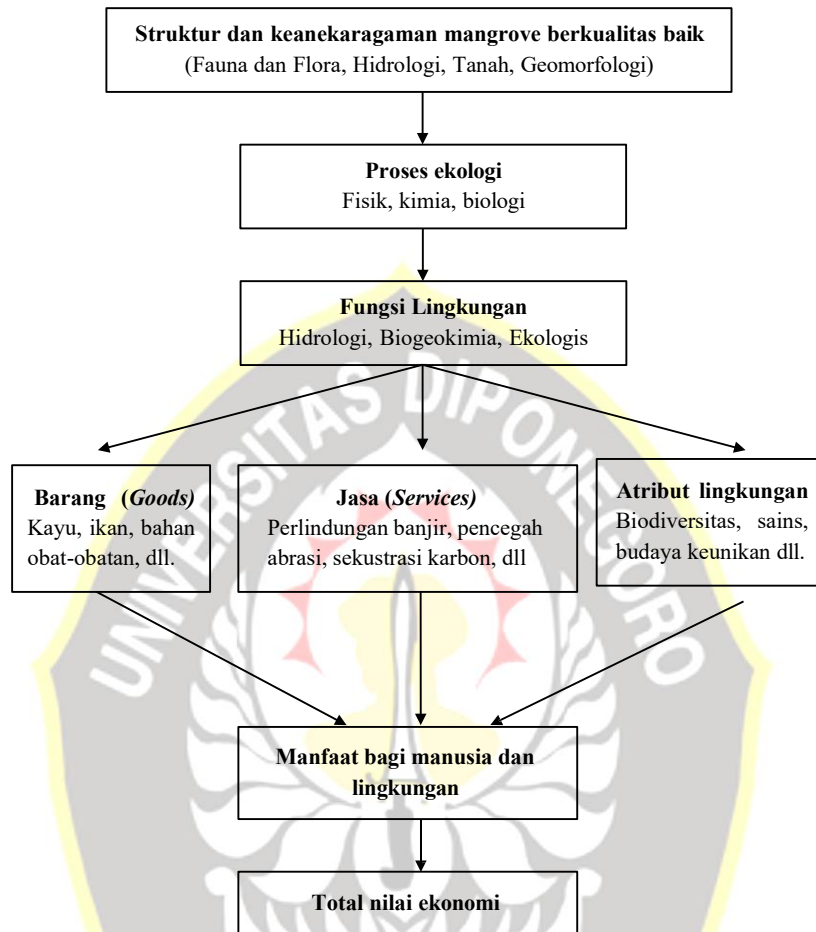 Struktur dan keanekaragaman mangrove berkualitas baik
(Fauna dan Flora, Hidrologi, Tanah, Geomorfologi)
Proses ekologi
Fisik, kimia, biologi
Fungsi Lingkungan
Hidrologi, Biogeokimia, Ekologis
UNIVERSITAS DIPONEGORO
Barang (Goods)
Kayu, ikan, bahan
obat-obatan, dll.
Jasa (Services)
Perlindungan banjir, pencegah
abrasi, sekustrasi karbon, dll
Atribut lingkungan
Biodiversitas, sains,
budaya keunikan dll.
Manfaat bagi manusia dan
lingkungan
Total nilai ekonomi